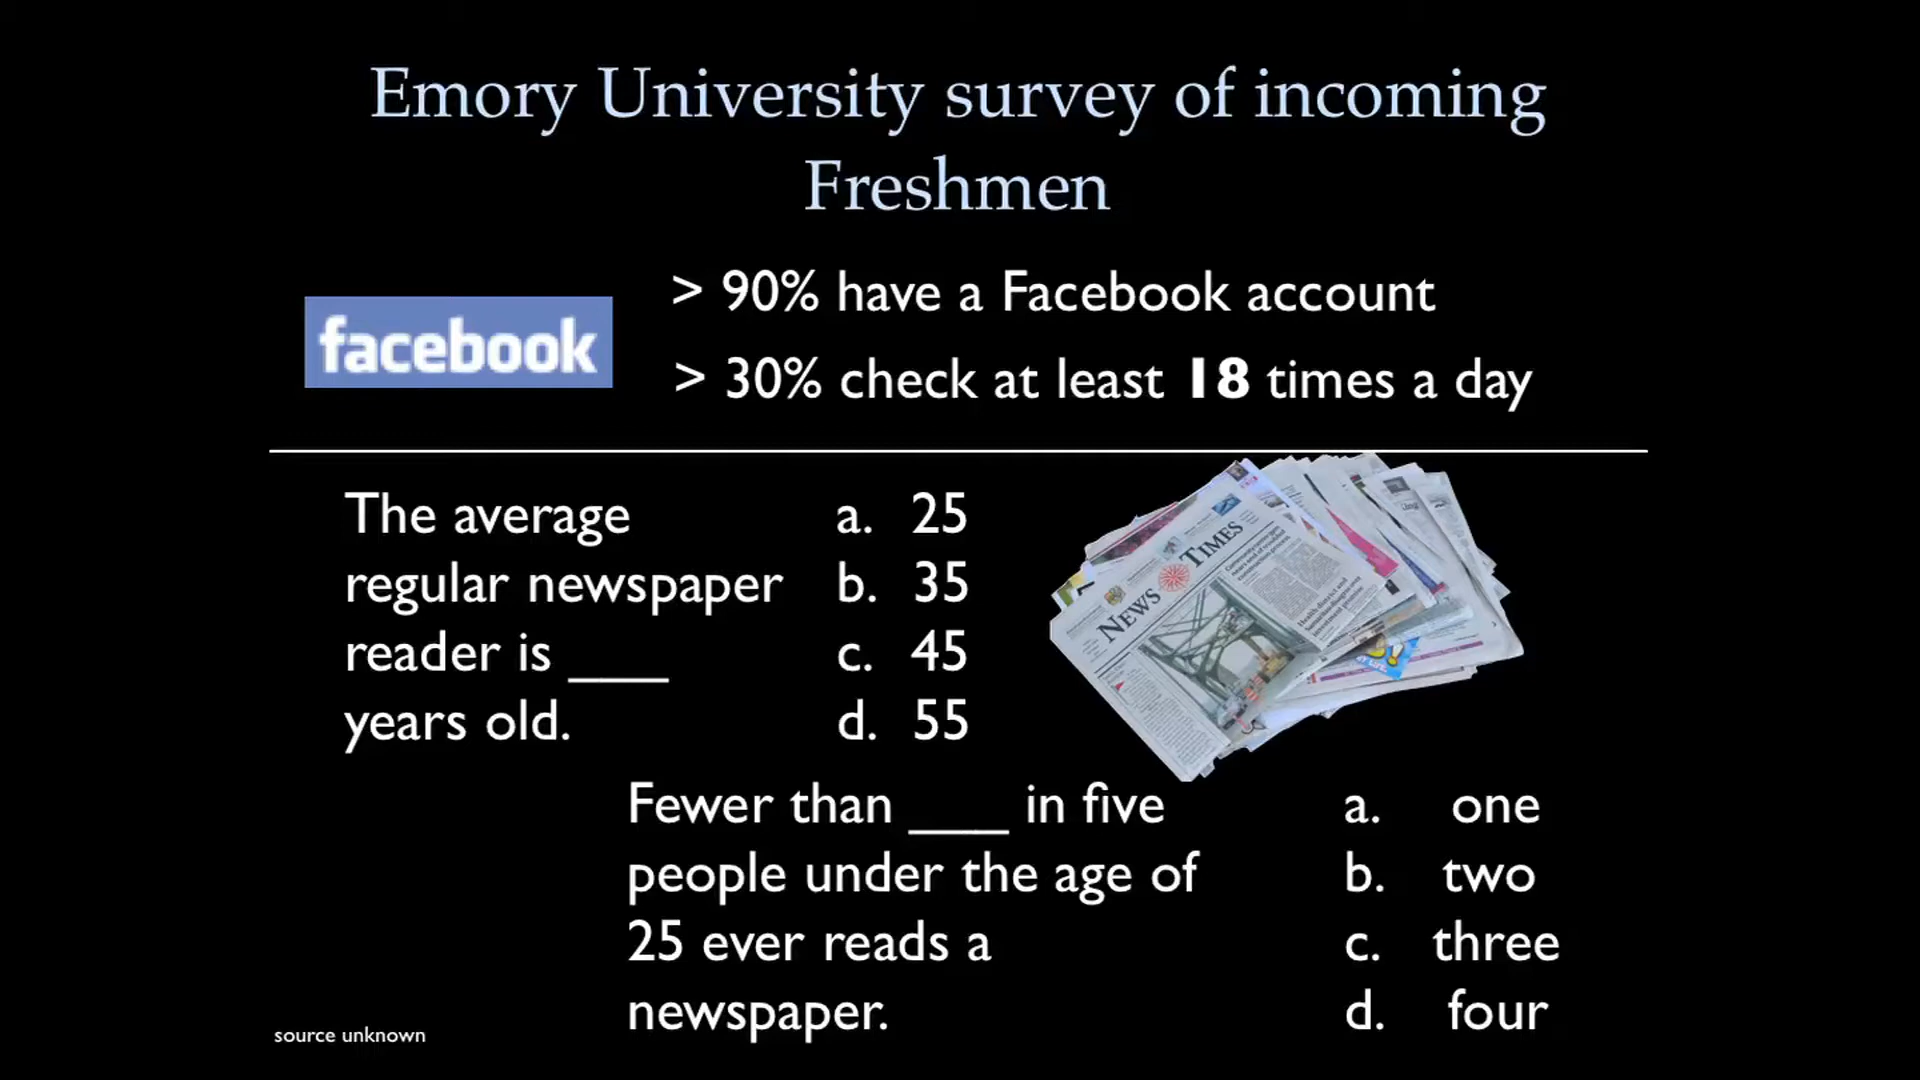 Emory University survey of incoming
Freshmen
facebook
> 90% have a Facebook account
> 30% check at least 18 times a day
The average
regular newspaper
reader is ____
years old.
a. 25
b. 35
c. 45
d. 55
NEWS TIMES
Fewer than ____ in five
people under the age of
25 ever reads a
newspaper.
a. one
b. two
c. three
d. four
source unknown